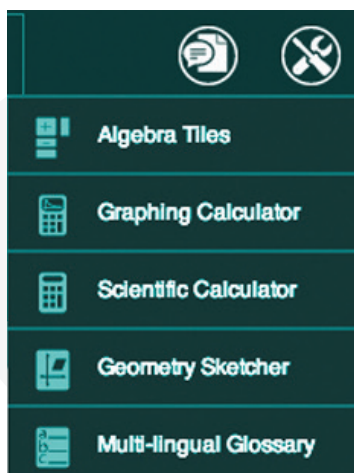 Algebra Tiles
Graphing Calculator
Scientific Calculator
Geometry Sketcher
a
b
c
Multi-lingual Glossary